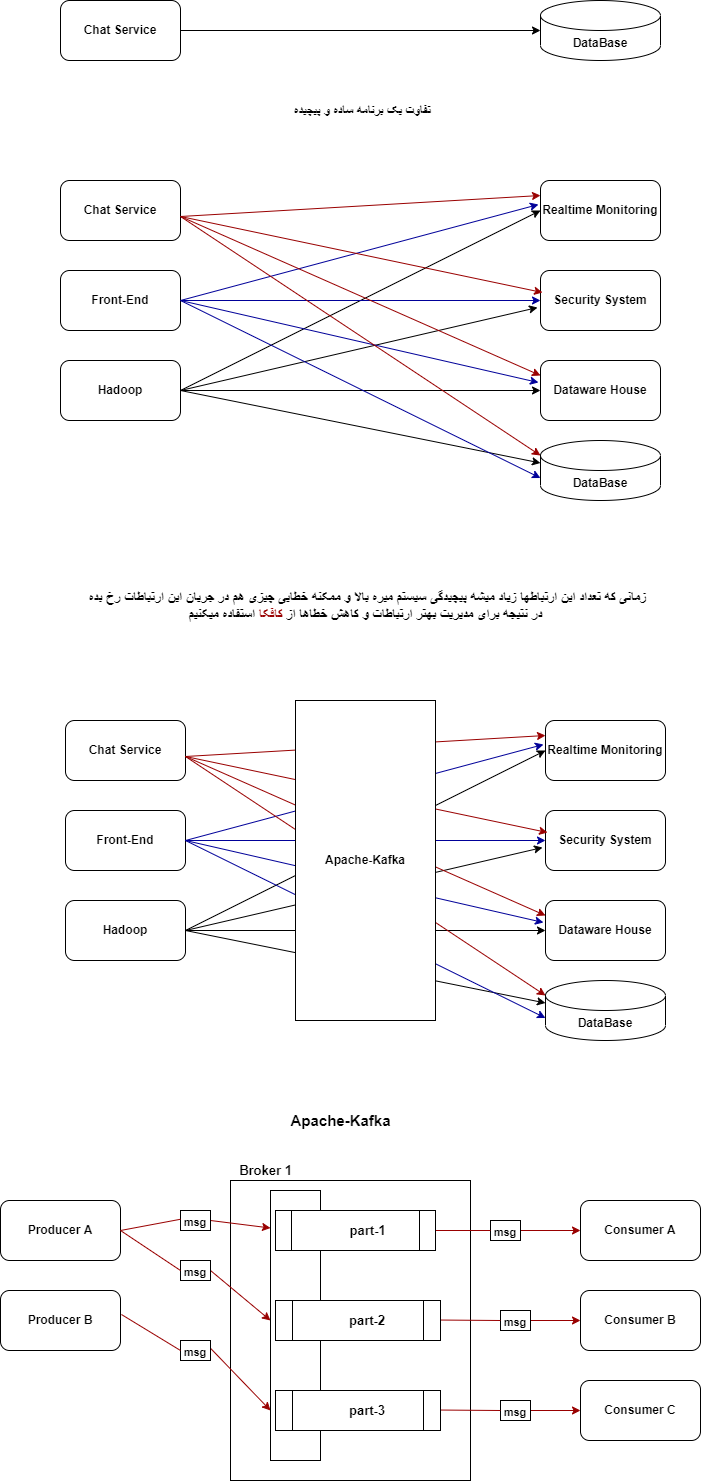 Chat Service
DataBase
تفاوت یک برنامه ساده و پیچیده
Chat Service
Realtime Monitoring
Front-End
Security System
Hadoop
Dataware House
DataBase
زمانی که تعداد این ارتباطها زیاد میشه پیچیدگی سیستم میره بالا و ممکنه خطایی چیزی هم در جریان این ارتباطات رخ بده
در نتیجه برای مدیریت بهتر ارتباطات و کاهش خطاها از کافکا استفاده میکنیم
Chat Service
Realtime Monitoring
Front-End
Security System
Apache-Kafka
Hadoop
Dataware House
DataBase
Apache-Kafka
Broker 1
Producer A
msg
part-1
msg
Consumer A
msg
Producer B
part-2
msg
Consumer B
msg
part-3
msg
Consumer C